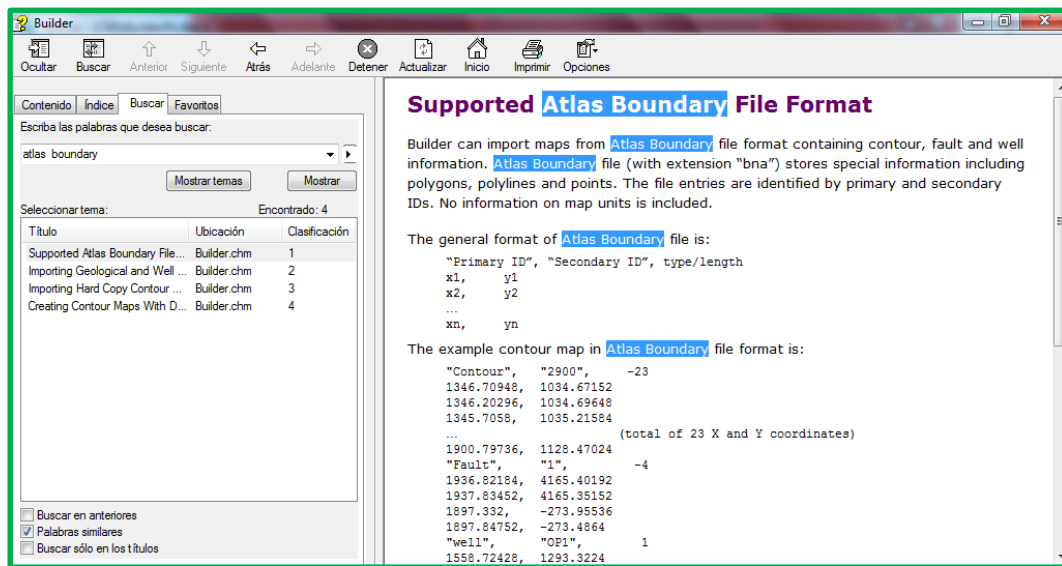 Builder
Ocultar Buscar Anterior Siguiente Atrás Adelante Detener Actualizar Inicio Imprimir Opciones
Contenido Índice Buscar Favoritos
Escriba las palabras que desea buscar:
atlas boundary
Mostrar temas Mostrar
Seleccionar tema: Encontrado: 4
Título Ubicación Clasificación
Supported Atlas Boundary File... Builder.chm 1
Importing Geological and Well ... Builder.chm 2
Importing Hard Copy Contour ... Builder.chm 3
Creating Contour Maps With D... Builder.chm 4
Buscar en anteriores
Palabras similares
Buscar sólo en los títulos
Supported Atlas Boundary File Format
Builder can import maps from Atlas Boundary file format containing contour, fault and well
information. Atlas Boundary file (with extension “bna”) stores special information including
polygons, polylines and points. The file entries are identified by primary and secondary
IDs. No information on map units is included.
The general format of Atlas Boundary file is:
“Primary ID”, “Secondary ID”, type/length
x1, y1
x2, y2
...
xn, yn
The example contour map in Atlas Boundary file format is:
"Contour", "2900", -23
1346.70948, 1034.67152
1346.20296, 1034.69648
1345.7058, 1035.21584
... (total of 23 X and Y coordinates)
1900.79736, 1128.47024
"Fault", "1", -4
1936.82184, 4165.40192
1937.83452, 4165.35152
1897.332, -273.95536
1897.84752, -273.4864
"well", "OP1", 1
1558.72428, 1293.3224